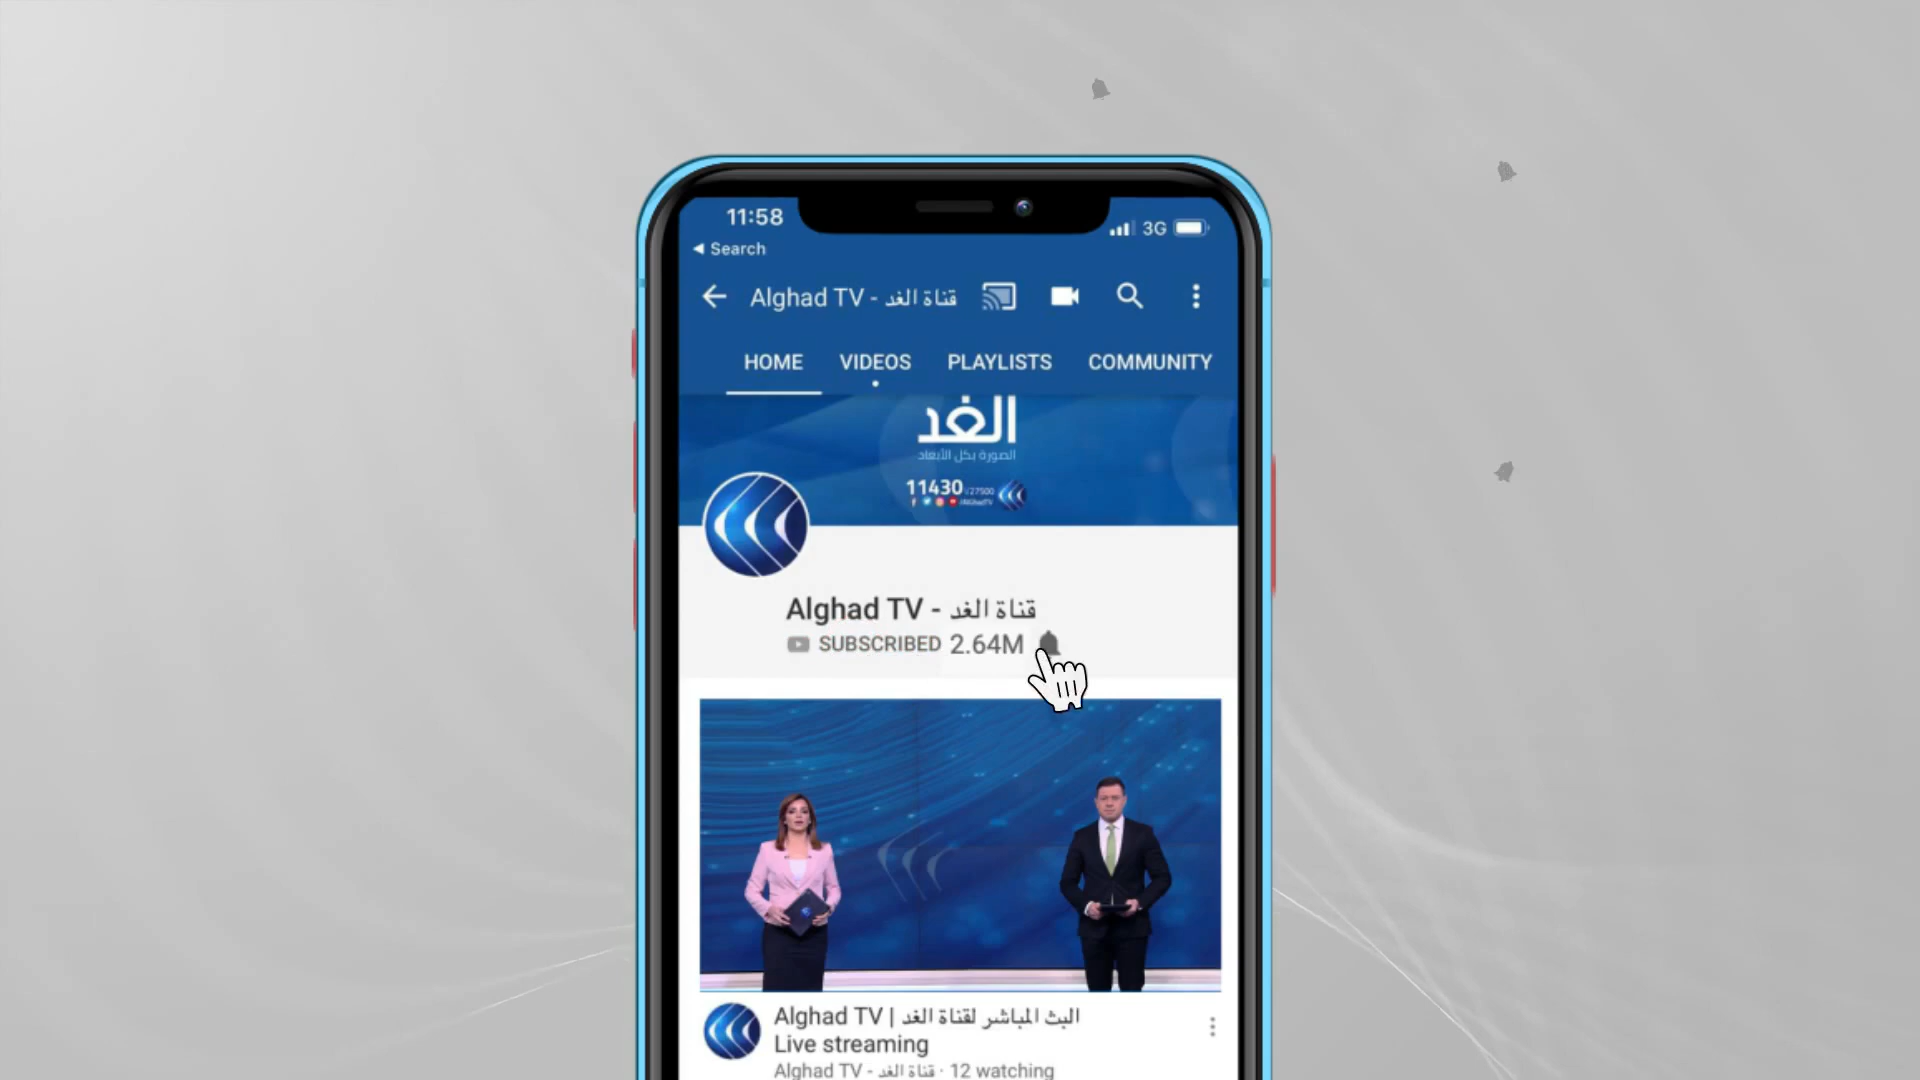 11:58
3G
Search
Alghad TV - قناة الغد
HOME VIDEOS PLAYLISTS COMMUNITY
الغد
الصورة بكل الأبعاد
11430
27500
Alghad TV - قناة الغد
SUBSCRIBED 2.64M
Alghad TV | البث المباشر لقناة الغد
Live streaming
Alghad TV - قناة الغد · 12 watching